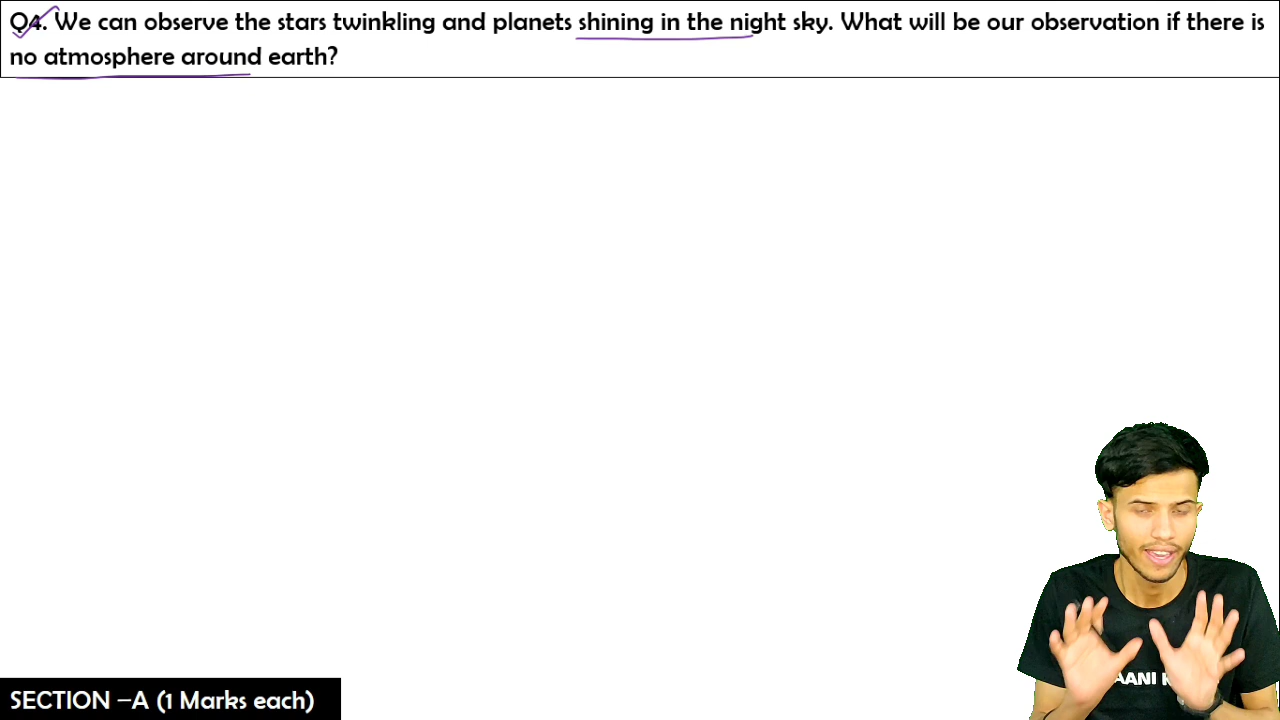 Q4. We can observe the stars twinkling and planets shining in the night sky. What will be our observation if there is
no atmosphere around earth?
AANI K
SECTION –A (1 Marks each)